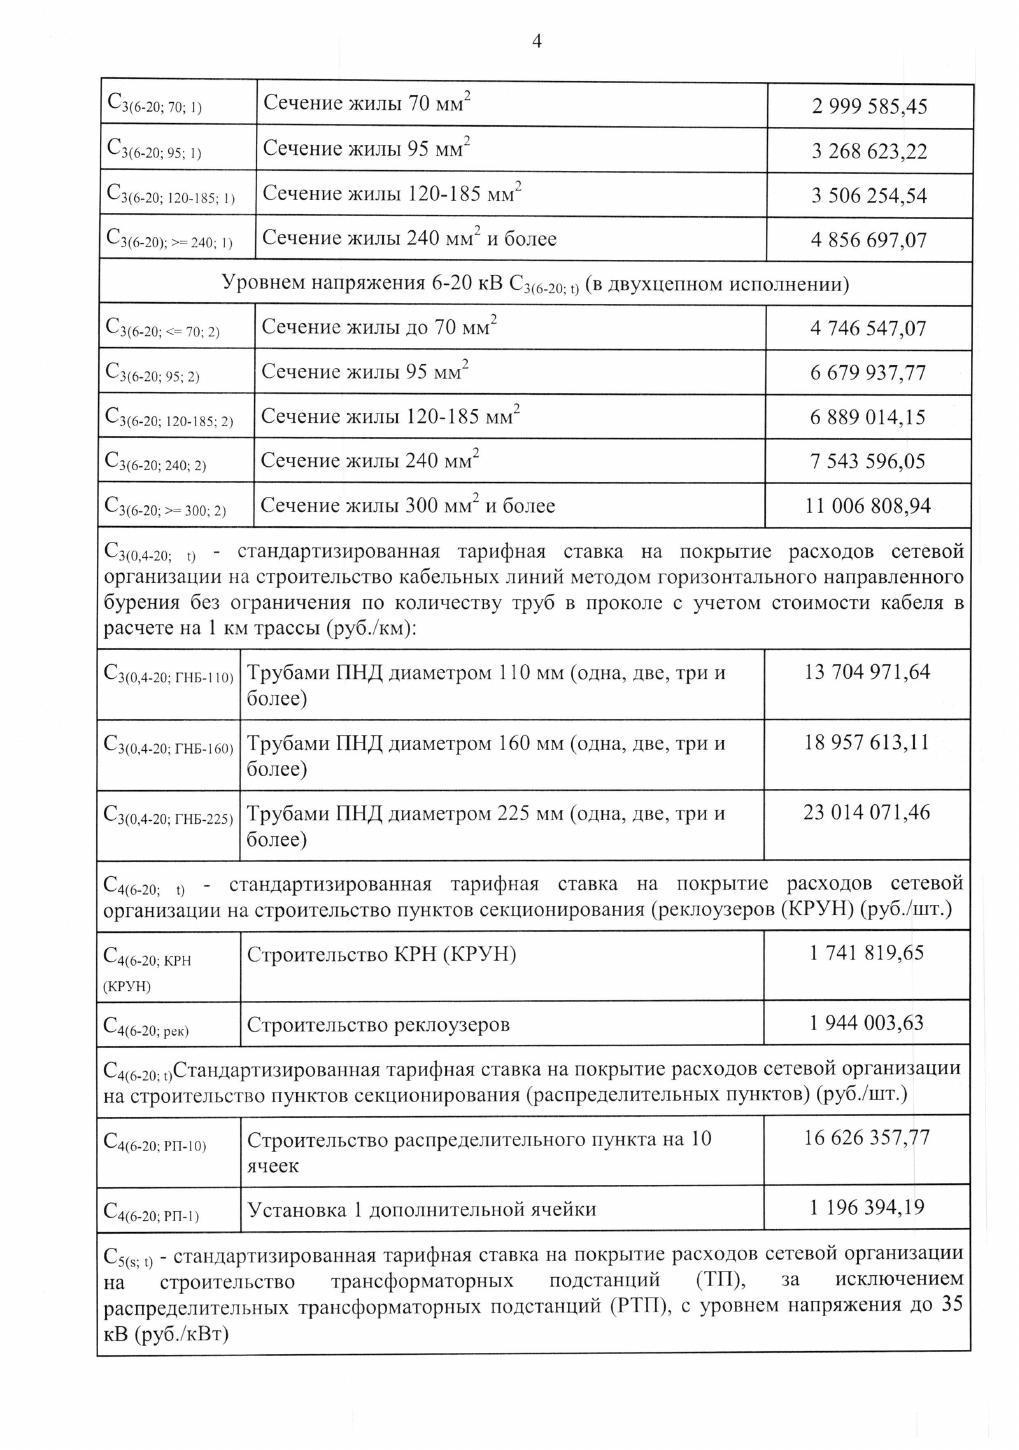 4
С3(6-20; 70; 1) Сечение жилы 70 мм² 2 999 585,45
С3(6-20; 95; 1) Сечение жилы 95 мм² 3 268 623,22
С3(6-20; 120-185; 1) Сечение жилы 120-185 мм² 3 506 254,54
С3(6-20); >= 240; 1) Сечение жилы 240 мм² и более 4 856 697,07
Уровнем напряжения 6-20 кВ С3(6-20; t) (в двухцепном исполнении)
С3(6-20; <= 70; 2) Сечение жилы до 70 мм² 4 746 547,07
С3(6-20; 95; 2) Сечение жилы 95 мм² 6 679 937,77
С3(6-20; 120-185; 2) Сечение жилы 120-185 мм² 6 889 014,15
С3(6-20; 240; 2) Сечение жилы 240 мм² 7 543 596,05
С3(6-20; >= 300; 2) Сечение жилы 300 мм² и более 11 006 808,94
С3(0,4-20; t) - стандартизированная тарифная ставка на покрытие расходов сетевой
организации на строительство кабельных линий методом горизонтального направленного
бурения без ограничения по количеству труб в проколе с учетом стоимости кабеля в
расчете на 1 км трассы (руб./км):
С3(0,4-20; ГНБ-110) Трубами ПНД диаметром 110 мм (одна, две, три и 13 704 971,64
более)
С3(0,4-20; ГНБ-160) Трубами ПНД диаметром 160 мм (одна, две, три и 18 957 613,11
более)
С3(0,4-20; ГНБ-225) Трубами ПНД диаметром 225 мм (одна, две, три и 23 014 071,46
более)
С4(6-20; t) - стандартизированная тарифная ставка на покрытие расходов сетевой
организации на строительство пунктов секционирования (реклоузеров (КРУН) (руб./шт.)
С4(6-20; КРН Строительство КРН (КРУН) 1 741 819,65
(КРУН)
С4(6-20; рек) Строительство реклоузеров 1 944 003,63
С4(6-20; t)Стандартизированная тарифная ставка на покрытие расходов сетевой организации
на строительство пунктов секционирования (распределительных пунктов) (руб./шт.)
С4(6-20; РП-10) Строительство распределительного пункта на 10 16 626 357,77
ячеек
С4(6-20; РП-1) Установка 1 дополнительной ячейки 1 196 394,19
С5(s; t) - стандартизированная тарифная ставка на покрытие расходов сетевой организации
на строительство трансформаторных подстанций (ТП), за исключением
распределительных трансформаторных подстанций (РТП), с уровнем напряжения до 35
кВ (руб./кВт)